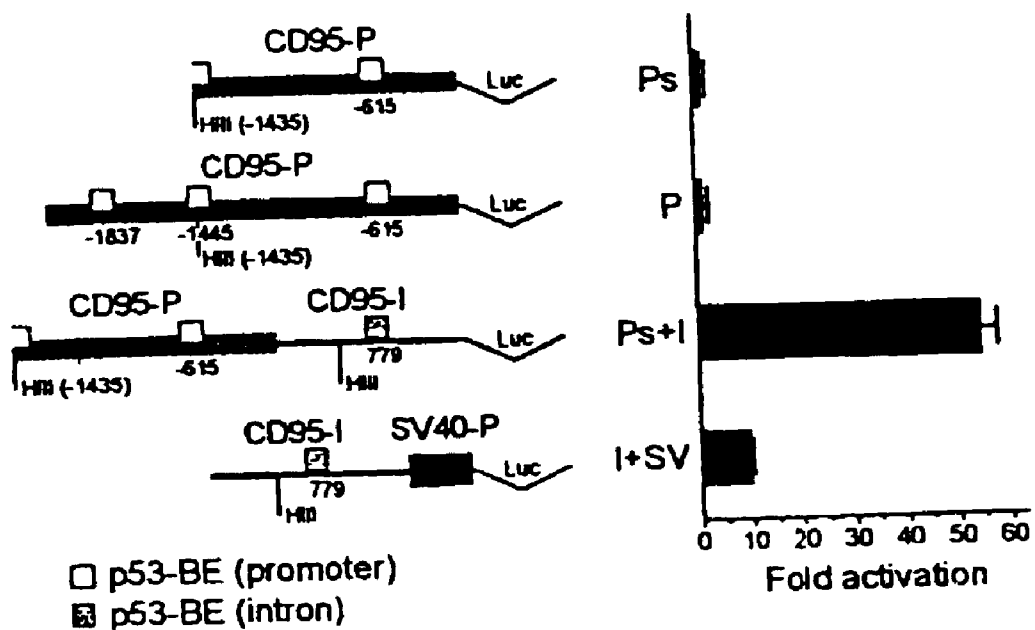 CD95-P
Luc
-615
HIII (-1435)
Ps
CD95-P
Luc
-1837
-1445
-615
HIII (-1435)
P
CD95-P
CD95-I
Luc
-615
779
HIII (-1435)
HIII
Ps+I
CD95-I
SV40-P
Luc
779
HIII
I+SV
0 10 20 30 40 50 60
Fold activation
p53-BE (promoter)
p53-BE (intron)